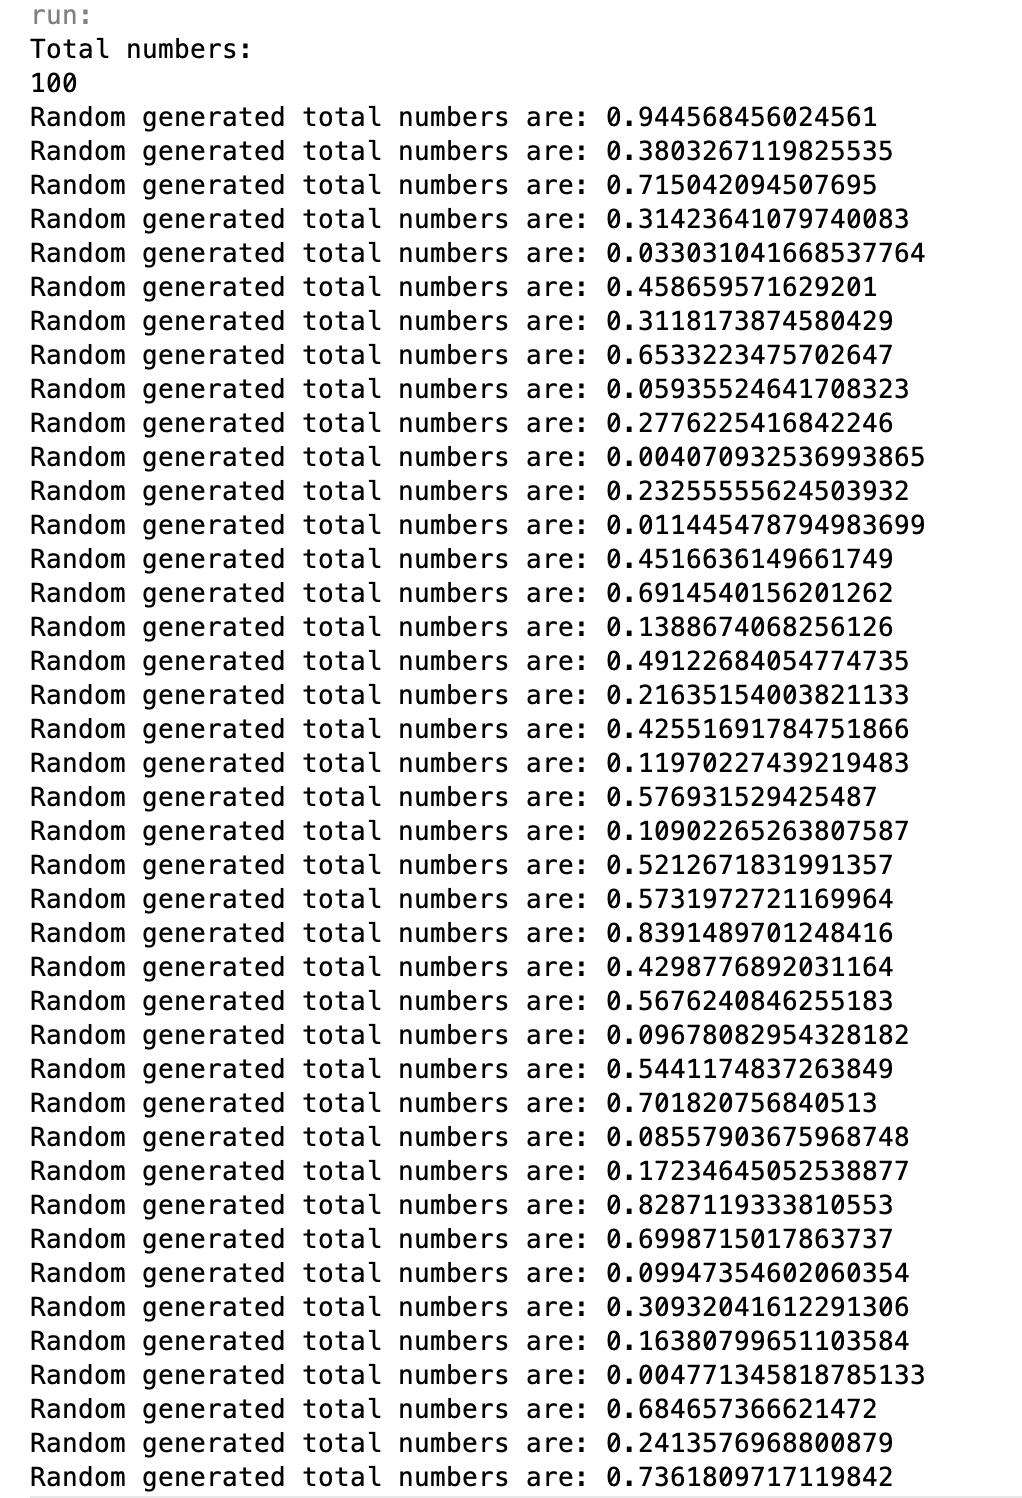 run:
Total numbers:
100
Random generated total numbers are: 0.944568456024561
Random generated total numbers are: 0.3803267119825535
Random generated total numbers are: 0.715042094507695
Random generated total numbers are: 0.31423641079740083
Random generated total numbers are: 0.033031041668537764
Random generated total numbers are: 0.458659571629201
Random generated total numbers are: 0.3118173874580429
Random generated total numbers are: 0.6533223475702647
Random generated total numbers are: 0.05935524641708323
Random generated total numbers are: 0.2776225416842246
Random generated total numbers are: 0.004070932536993865
Random generated total numbers are: 0.23255555624503932
Random generated total numbers are: 0.011445478794983699
Random generated total numbers are: 0.4516636149661749
Random generated total numbers are: 0.6914540156201262
Random generated total numbers are: 0.1388674068256126
Random generated total numbers are: 0.49122684054774735
Random generated total numbers are: 0.21635154003821133
Random generated total numbers are: 0.42551691784751866
Random generated total numbers are: 0.11970227439219483
Random generated total numbers are: 0.576931529425487
Random generated total numbers are: 0.10902265263807587
Random generated total numbers are: 0.5212671831991357
Random generated total numbers are: 0.5731972721169964
Random generated total numbers are: 0.8391489701248416
Random generated total numbers are: 0.4298776892031164
Random generated total numbers are: 0.5676240846255183
Random generated total numbers are: 0.09678082954328182
Random generated total numbers are: 0.5441174837263849
Random generated total numbers are: 0.701820756840513
Random generated total numbers are: 0.08557903675968748
Random generated total numbers are: 0.17234645052538877
Random generated total numbers are: 0.8287119333810553
Random generated total numbers are: 0.6998715017863737
Random generated total numbers are: 0.09947354602060354
Random generated total numbers are: 0.30932041612291306
Random generated total numbers are: 0.16380799651103584
Random generated total numbers are: 0.004771345818785133
Random generated total numbers are: 0.684657366621472
Random generated total numbers are: 0.2413576968800879
Random generated total numbers are: 0.7361809717119842